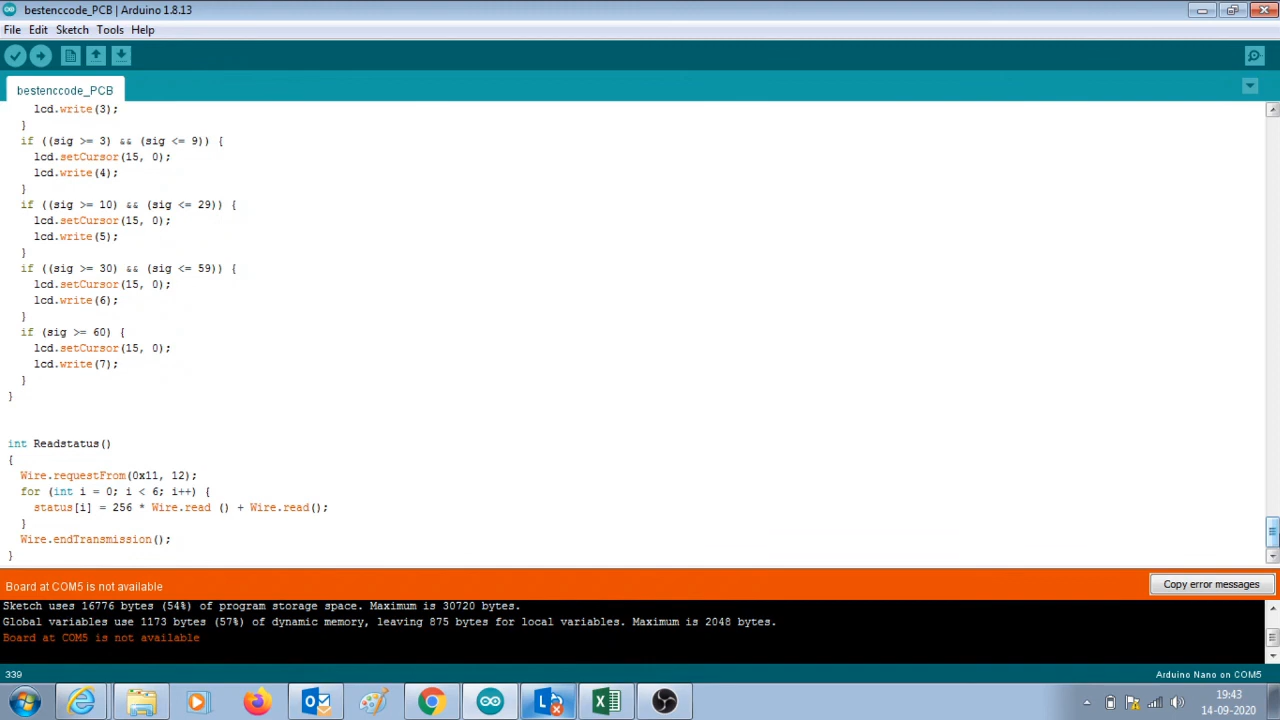 bestenccode_PCB | Arduino 1.8.13
File Edit Sketch Tools Help
bestenccode_PCB
lcd.write(3);
}
if ((sig >= 3) && (sig <= 9)) {
lcd.setCursor(15, 0);
lcd.write(4);
}
if ((sig >= 10) && (sig <= 29)) {
lcd.setCursor(15, 0);
lcd.write(5);
}
if ((sig >= 30) && (sig <= 59)) {
lcd.setCursor(15, 0);
lcd.write(6);
}
if (sig >= 60) {
lcd.setCursor(15, 0);
lcd.write(7);
}
}
int Readstatus()
{
Wire.requestFrom(0x11, 12);
for (int i = 0; i < 6; i++) {
status[i] = 256 * Wire.read () + Wire.read();
}
Wire.endTransmission();
}
Board at COM5 is not available
Copy error messages
Sketch uses 16776 bytes (54%) of program storage space. Maximum is 30720 bytes.
Global variables use 1173 bytes (57%) of dynamic memory, leaving 875 bytes for local variables. Maximum is 2048 bytes.
Board at COM5 is not available
339
Arduino Nano on COM5
19:43
14-09-2020